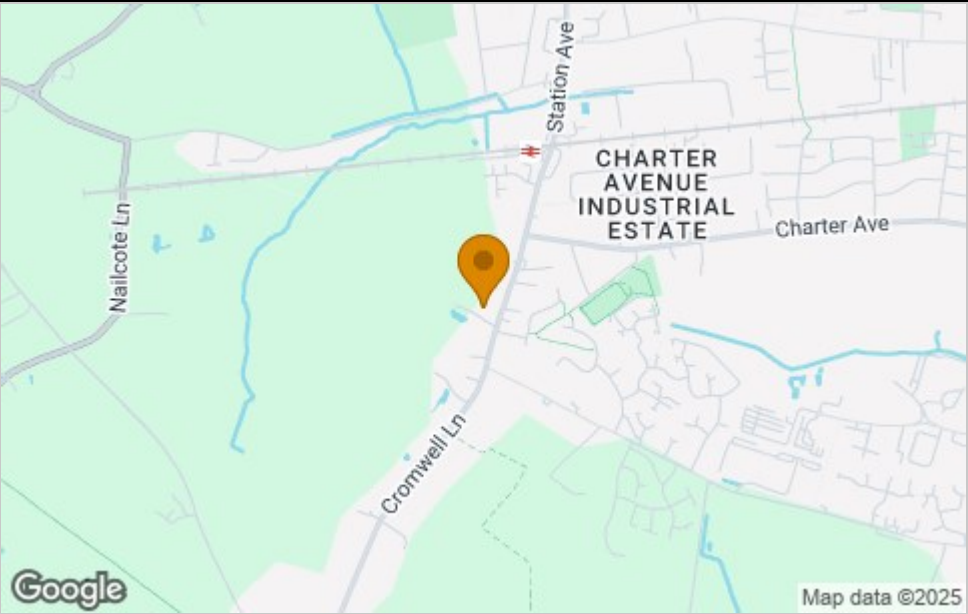 Station Ave
CHARTER
AVENUE
INDUSTRIAL
ESTATE
Charter Ave
Nailcote Ln
Cromwell Ln
Google
Map data ©2025